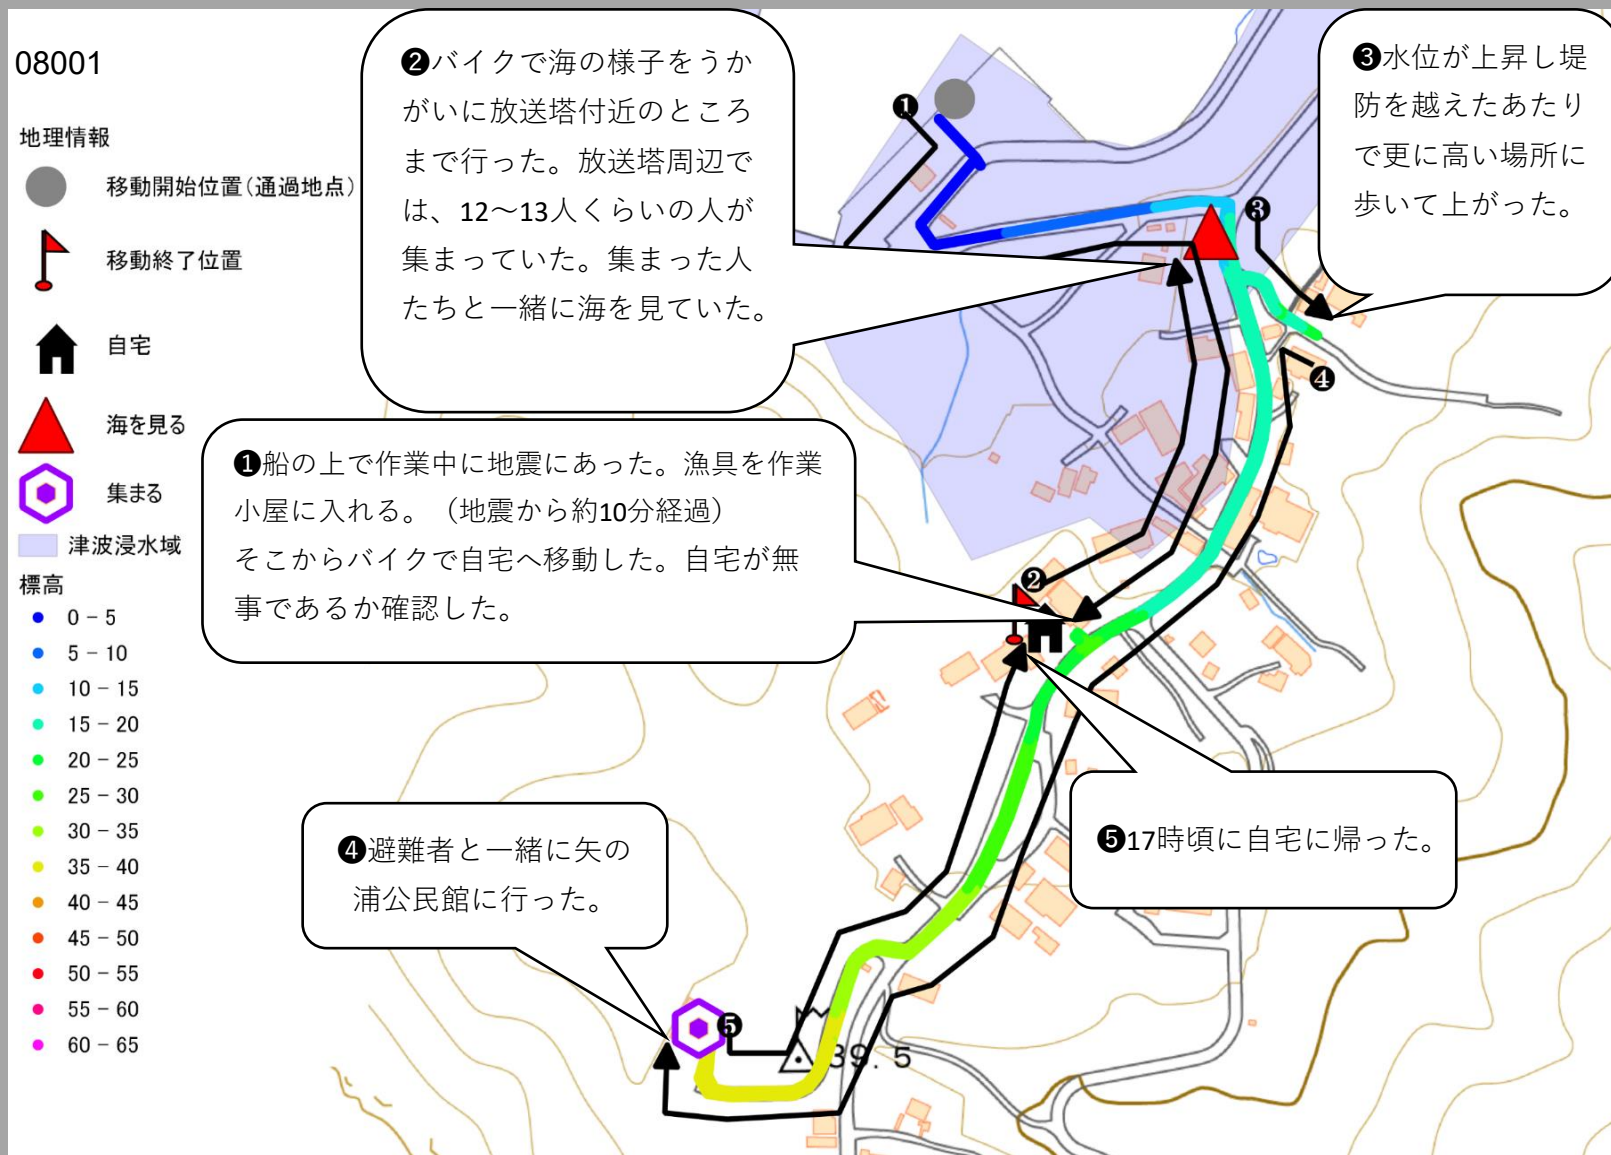 08001
地理情報
移動開始位置(通過地点)
移動終了位置
自宅
海を見る
集まる
津波浸水域
標高
0 - 5
5 - 10
10 - 15
15 - 20
20 - 25
25 - 30
30 - 35
35 - 40
40 - 45
45 - 50
50 - 55
55 - 60
60 - 65
❷バイクで海の様子をうか
がいに放送塔付近のところ
まで行った。放送塔周辺で
は、12～13人くらいの人が
集まっていた。集まった人
たちと一緒に海を見ていた。
❸水位が上昇し堤
防を越えたあたり
で更に高い場所に
歩いて上がった。
❶船の上で作業中に地震にあった。漁具を作業
小屋に入れる。（地震から約10分経過）
そこからバイクで自宅へ移動した。自宅が無
事であるか確認した。
❹避難者と一緒に矢の
浦公民館に行った。
❺17時頃に自宅に帰った。
❶
❸
❹
❷
❺
39.5